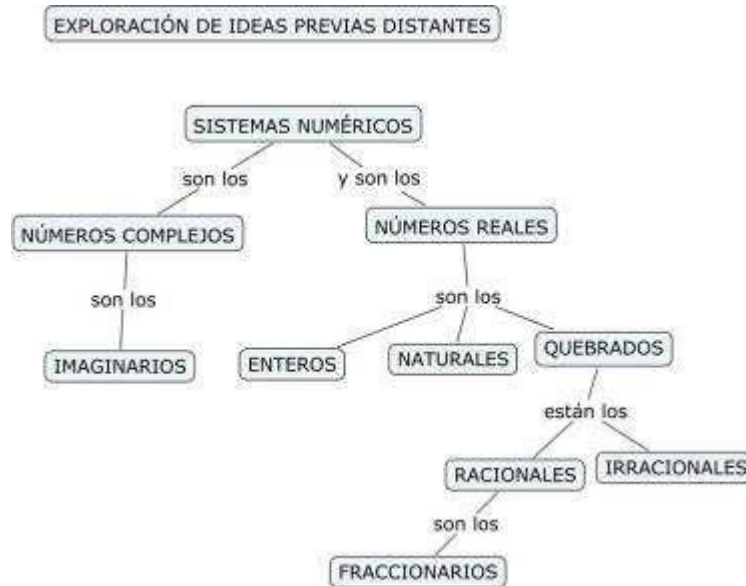 EXPLORACIÓN DE IDEAS PREVIAS DISTANTES
SISTEMAS NUMÉRICOS
son los
y son los
NÚMEROS COMPLEJOS
NÚMEROS REALES
son los
son los
IMAGINARIOS
ENTEROS
NATURALES
QUEBRADOS
están los
RACIONALES
IRRACIONALES
son los
FRACCIONARIOS